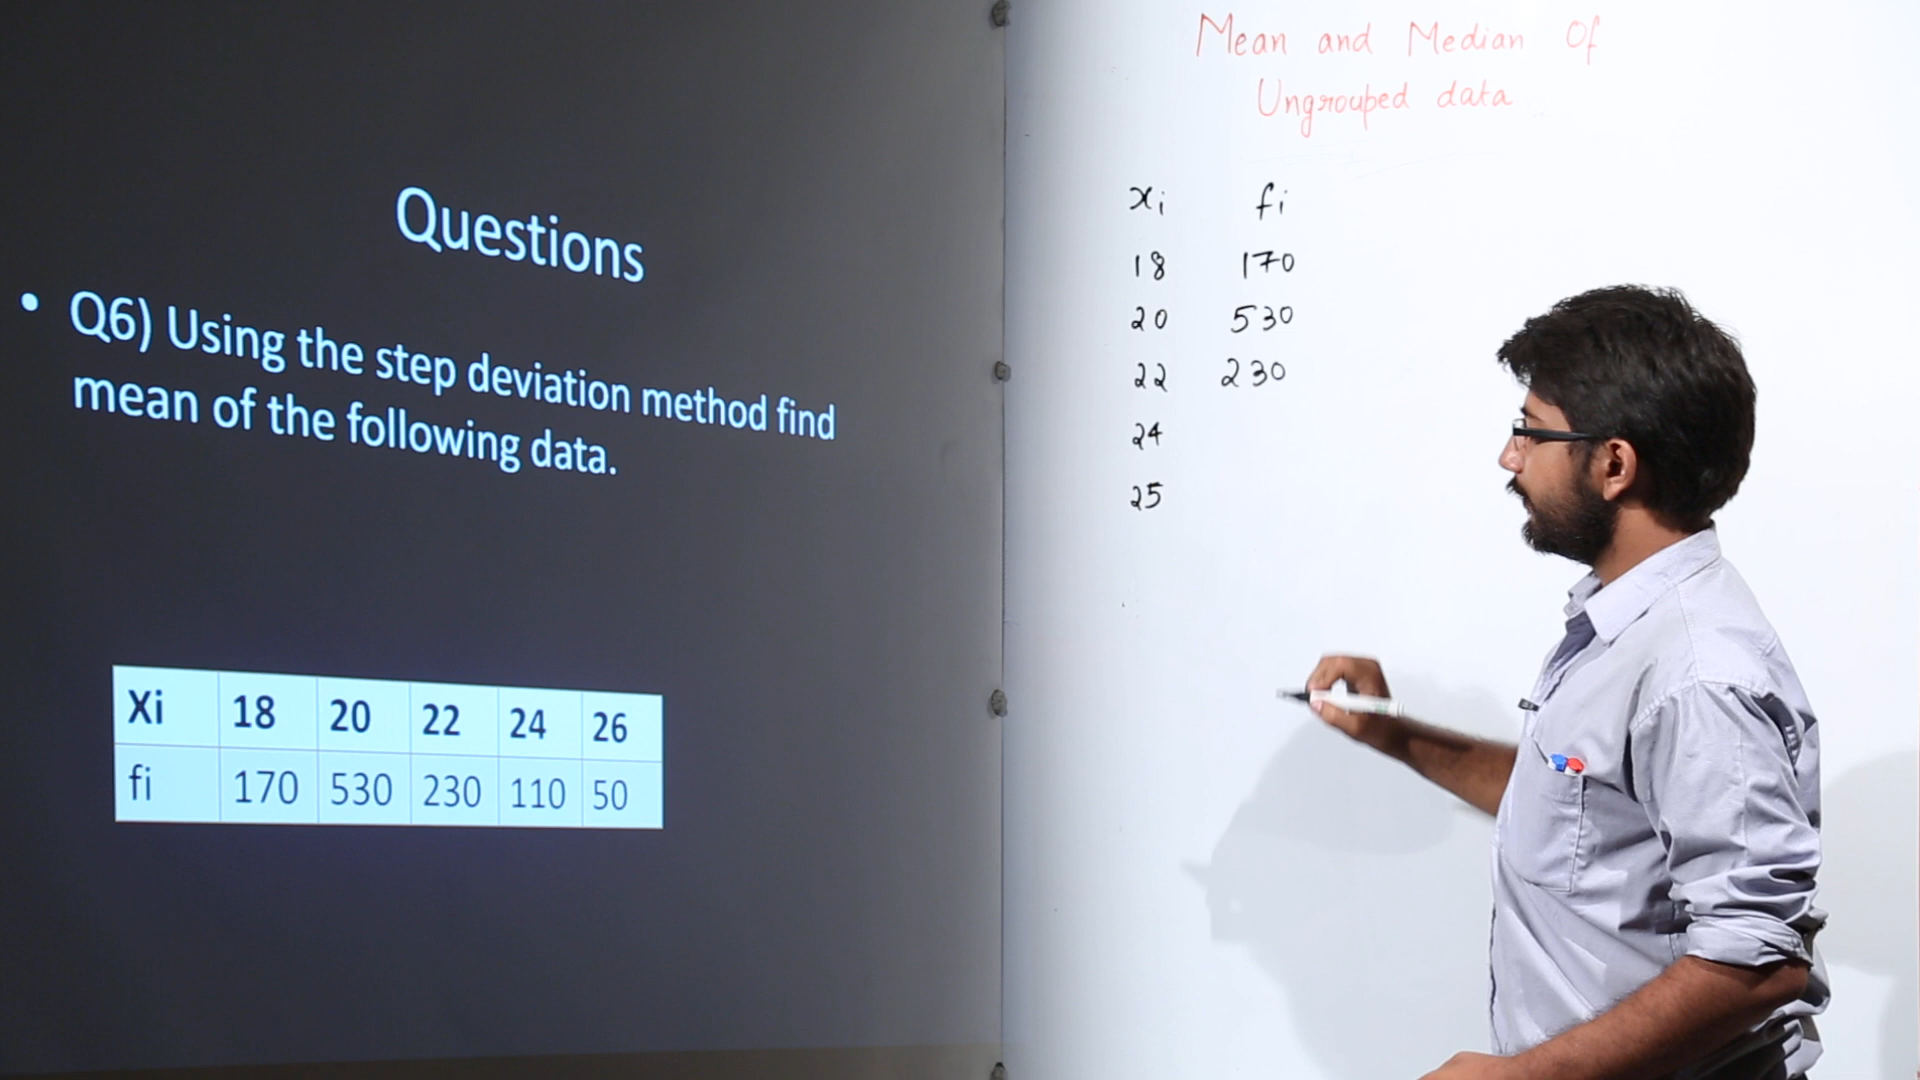 Questions
• Q6) Using the step deviation method find
mean of the following data.
Xi 18 20 22 24 26
fi 170 530 230 110 50
Mean and Median Of
Ungrouped data
xi fi
18 170
20 530
22 230
24
25